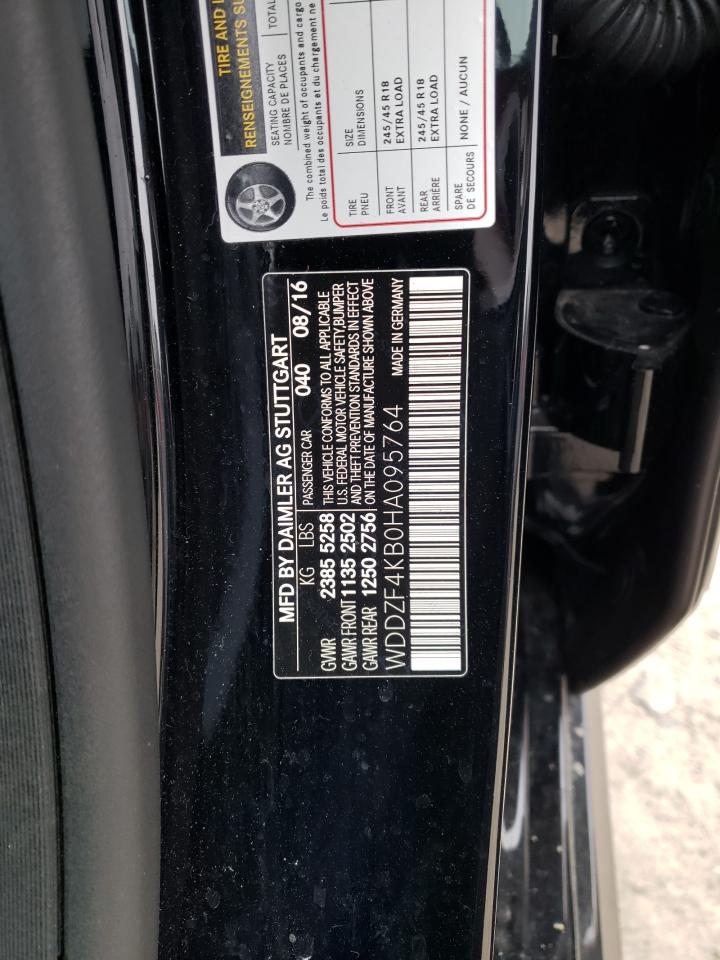 MFD BY DAIMLER AG STUTTGART
KG LBS PASSENGER CAR 040 08/16
GVWR 2385 5258 THIS VEHICLE CONFORMS TO ALL APPLICABLE
U.S. FEDERAL MOTOR VEHICLE SAFETY,BUMPER
GAWR FRONT 1135 2502 AND THEFT PREVENTION STANDARDS IN EFFECT
GAWR REAR 1250 2756 ON THE DATE OF MANUFACTURE SHOWN ABOVE
WDDZF4KB0HA095764 MADE IN GERMANY
TIRE AND
RENSEIGNEMENTS
SEATING CAPACITY
NOMBRE DE PLACES
The combined weight of occupants and cargo
Le poids total des occupants et du chargement ne
TIRE SIZE
PNEU DIMENSIONS
FRONT 245/45 R18
AVANT EXTRA LOAD
REAR 245/45 R18
ARRIÈRE EXTRA LOAD
SPARE NONE / AUCUN
DE SECOURS